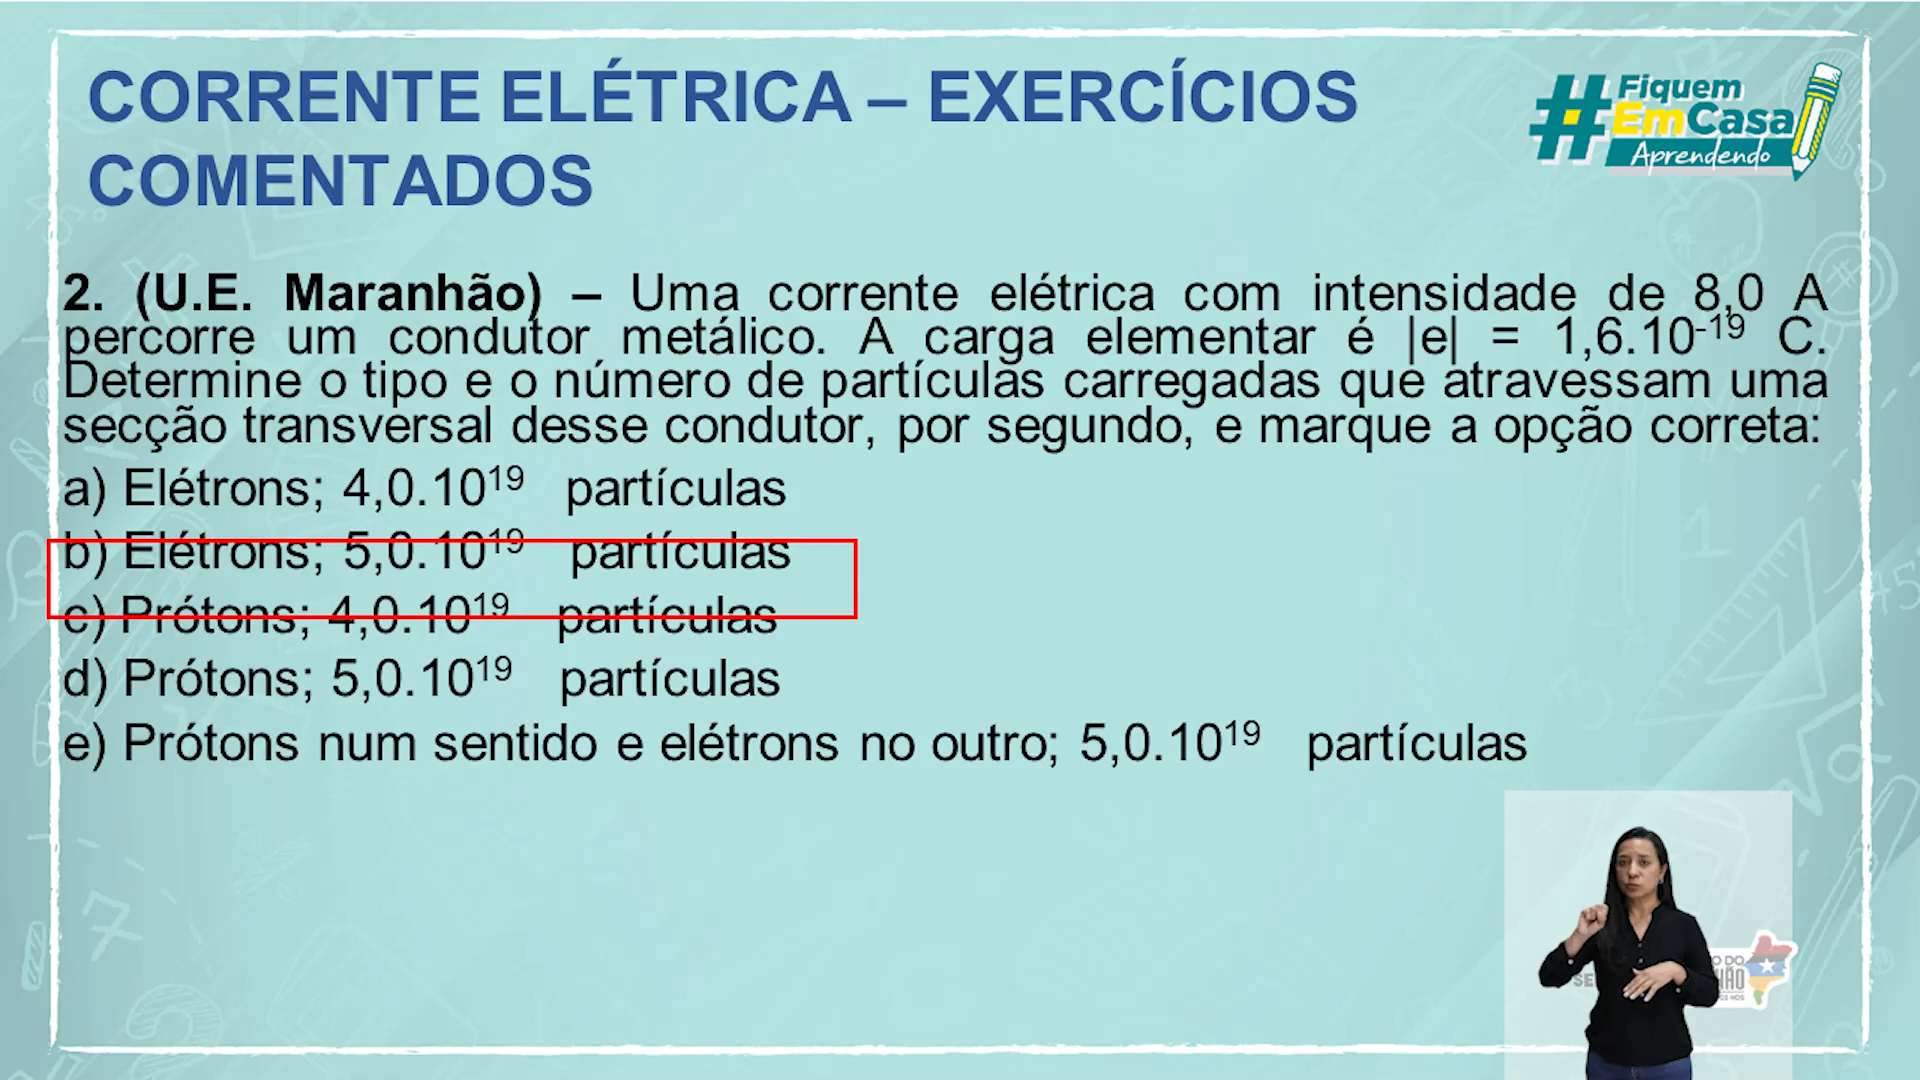 CORRENTE ELÉTRICA – EXERCÍCIOS
COMENTADOS
#Fiquem
EmCasa
Aprendendo
2. (U.E. Maranhão) – Uma corrente elétrica com intensidade de 8,0 A
percorre um condutor metálico. A carga elementar é |e| = 1,6.10⁻¹⁹ C.
Determine o tipo e o número de partículas carregadas que atravessam uma
secção transversal desse condutor, por segundo, e marque a opção correta:
a) Elétrons; 4,0.10¹⁹ partículas
b) Elétrons; 5,0.10¹⁹ partículas
c) Prótons; 4,0.10¹⁹ partículas
d) Prótons; 5,0.10¹⁹ partículas
e) Prótons num sentido e elétrons no outro; 5,0.10¹⁹ partículas